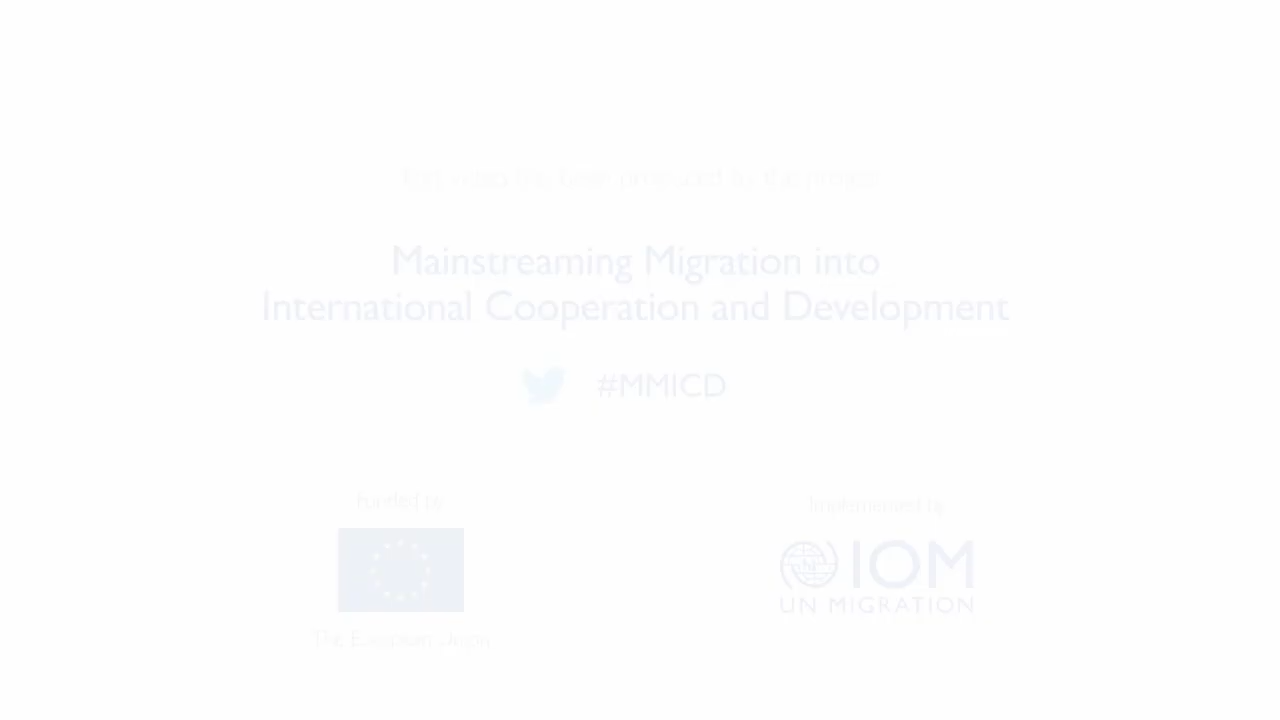 This video has been produced by the project
Mainstreaming Migration into
International Cooperation and Development
#MMICD
Funded by
Implemented by
IOM
UN MIGRATION
The European Union